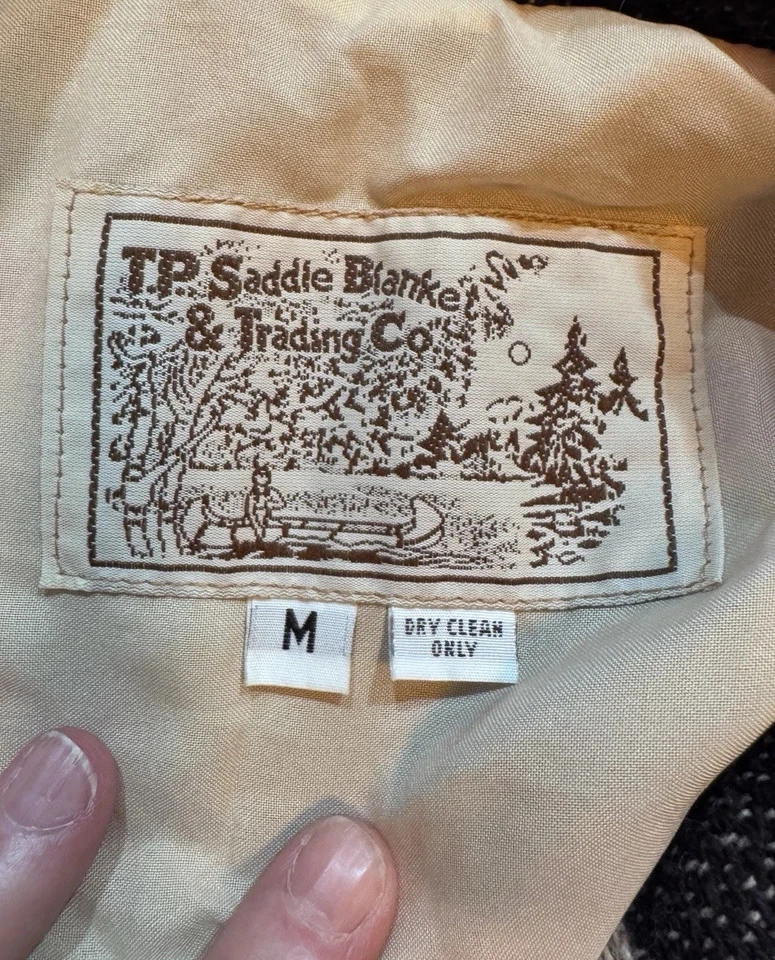 T.P. Saddle Blanket
& Trading Co
M
DRY CLEAN
ONLY